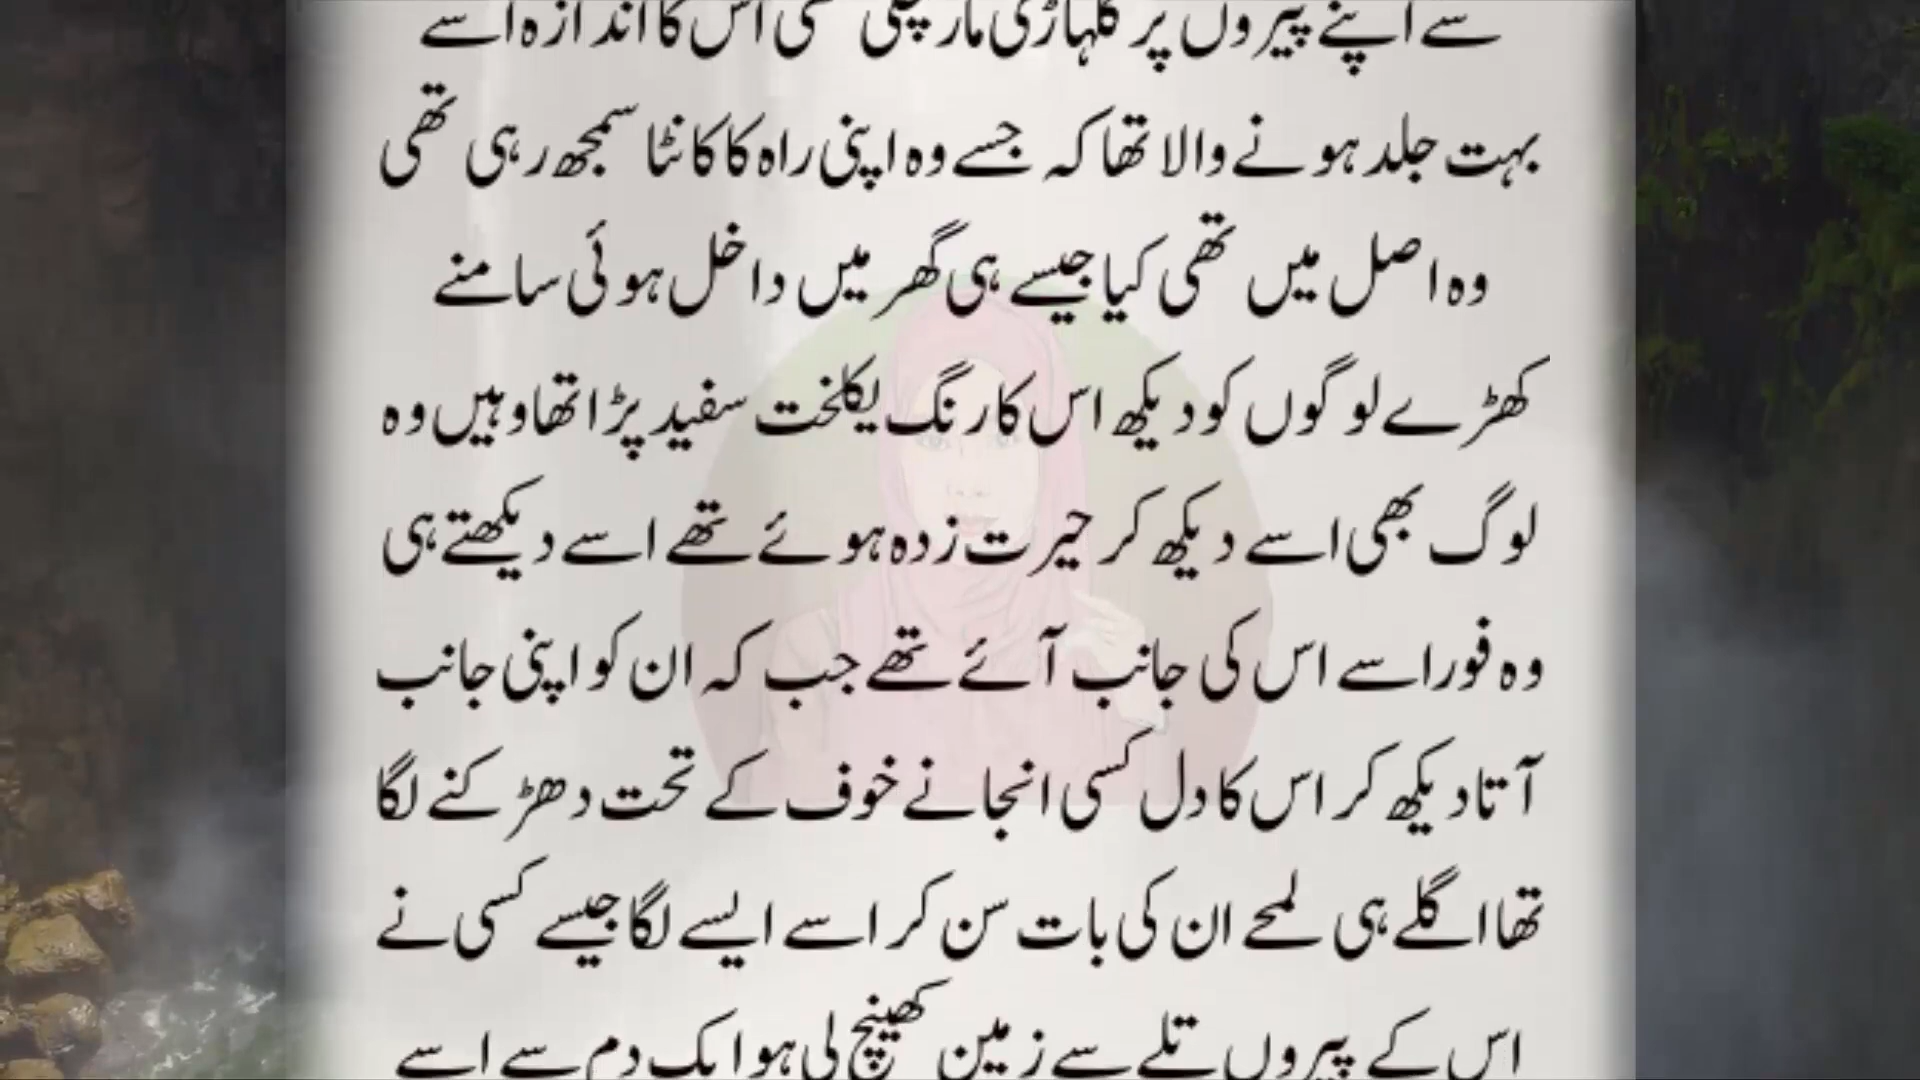 سے اپنے پیروں پر کلہاڑی مار چکی تھی اس کا اندازہ اسے
بہت جلد ہونے والا تھا کہ جسے وہ اپنی راہ کا کانٹا سمجھ رہی تھی
وہ اصل میں تھی کیا جیسے ہی گھر میں داخل ہوئی سامنے
کھڑے لوگوں کو دیکھ اس کا رنگ یکلخت سفید پڑا تھا وہیں وہ
لوگ بھی اسے دیکھ کر حیرت زدہ ہوئے تھے اسے دیکھتے ہی
وہ فورا سے اس کی جانب آئے تھے جب کہ ان کو اپنی جانب
آتا دیکھ کر اس کا دل کسی انجانے خوف کے تحت دھڑکنے لگا
تھا اگلے ہی لمحے ان کی بات سن کر اسے ایسے لگا جیسے کسی نے
اس کے پیروں تلے سے زمین کھینچ لی ہو ایک دم سے اسے